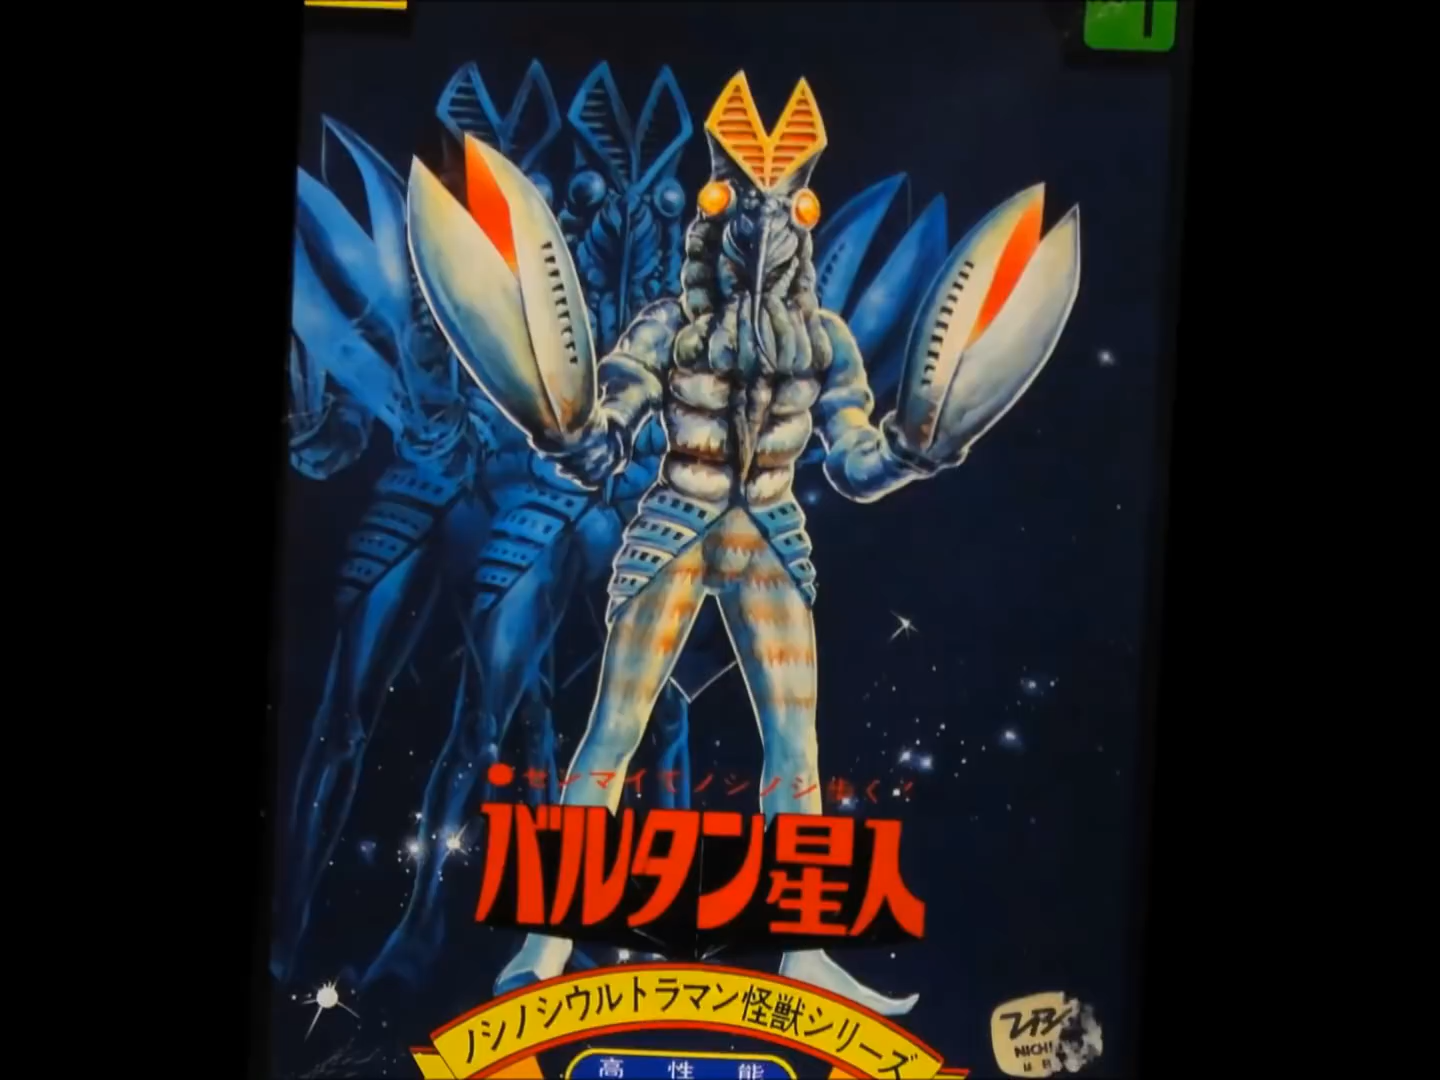 ●ゼンマイでノシノシ歩く!
バルタン星人
ノシノシウルトラマン怪獣シリーズ
高性能
NICHI